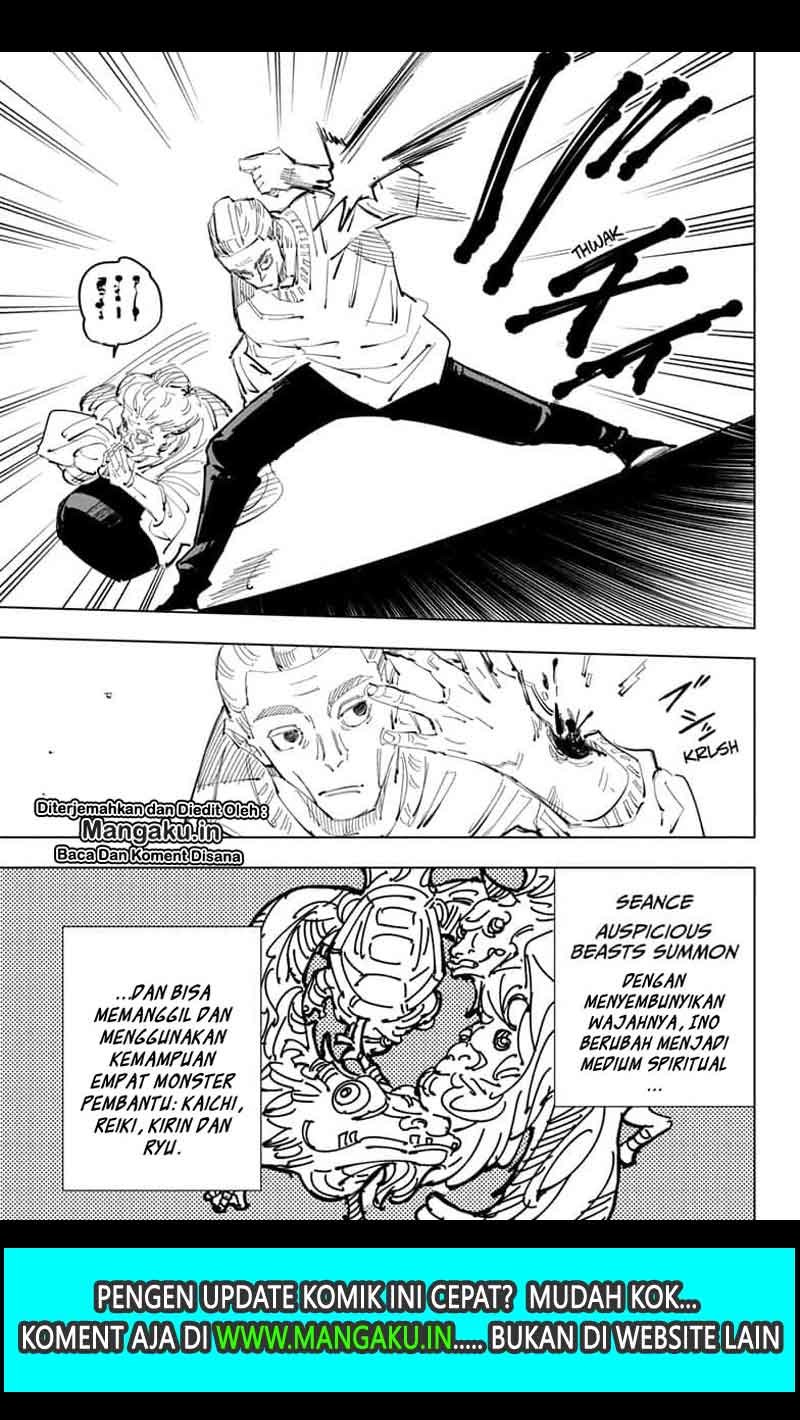 THWAK
KRUSH
Diterjemahkan dan Diedit Oleh :
Mangaku.in
Baca Dan Koment Disana
SEANCE
AUSPICIOUS
BEASTS SUMMON
DENGAN
MENYEMBUNYIKAN
WAJAHNYA, INO
BERUBAH MENJADI
MEDIUM SPIRITUAL
...
...DAN BISA
MEMANGGIL DAN
MENGGUNAKAN
KEMAMPUAN
EMPAT MONSTER
PEMBANTU: KAICHI,
REIKI, KIRIN DAN
RYU.
PENGEN UPDATE KOMIK INI CEPAT? MUDAH KOK...
KOMENT AJA DI WWW.MANGAKU.IN..... BUKAN DI WEBSITE LAIN